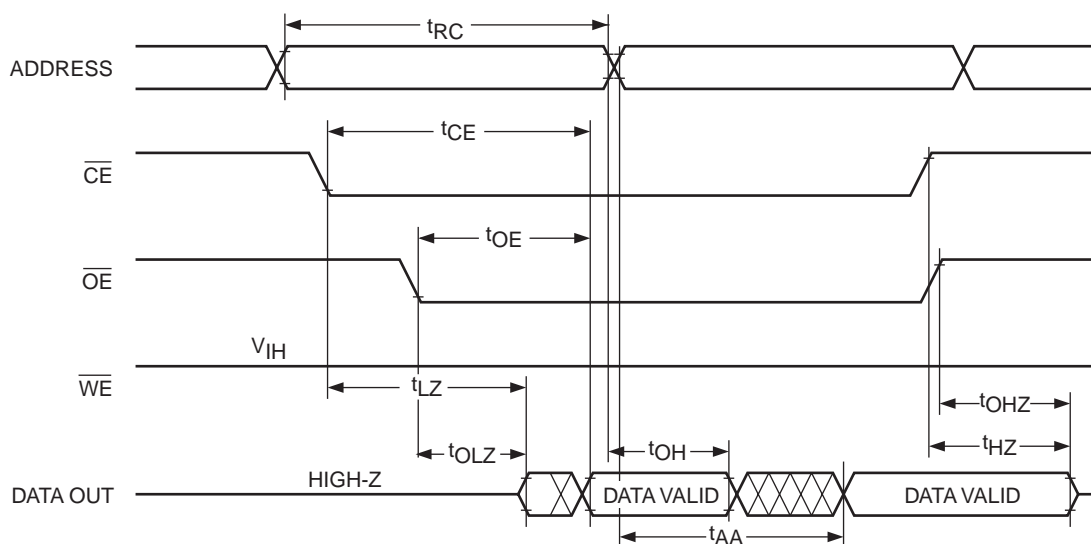 tRC
ADDRESS
tCE
CE
tOE
OE
VIH
WE
tLZ
tOHZ
tOLZ
tOH
tHZ
HIGH-Z
DATA OUT
DATA VALID
DATA VALID
tAA